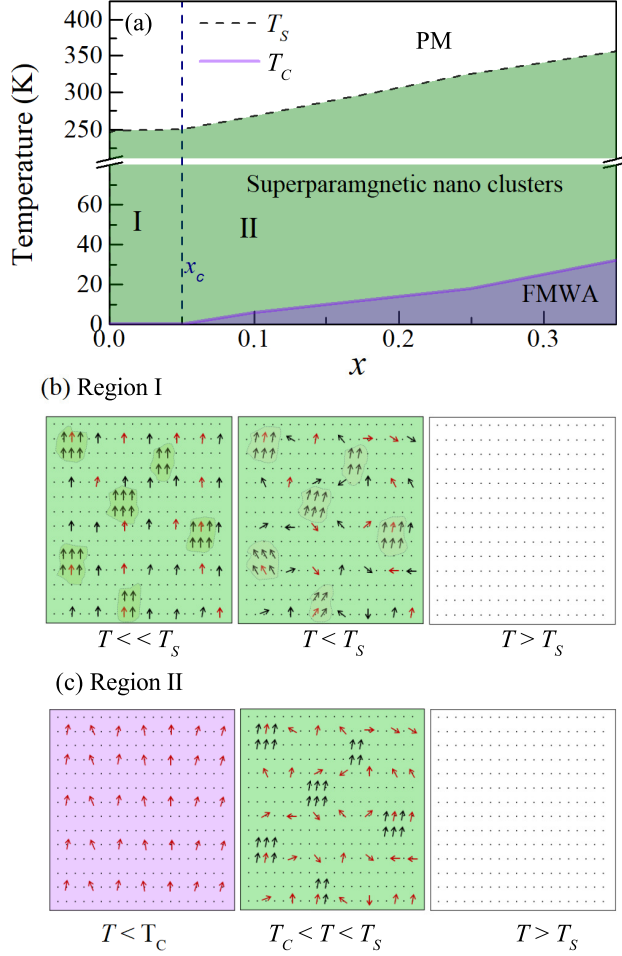 (a)
T_S
T_C
PM
Temperature (K)
400
350
300
250
60
40
20
0
Superparamgnetic nano clusters
I
II
x_c
FMWA
0.0
0.1
0.2
0.3
x
(b) Region I
T << T_S
T < T_S
T > T_S
(c) Region II
T < T_C
T_C < T < T_S
T > T_S